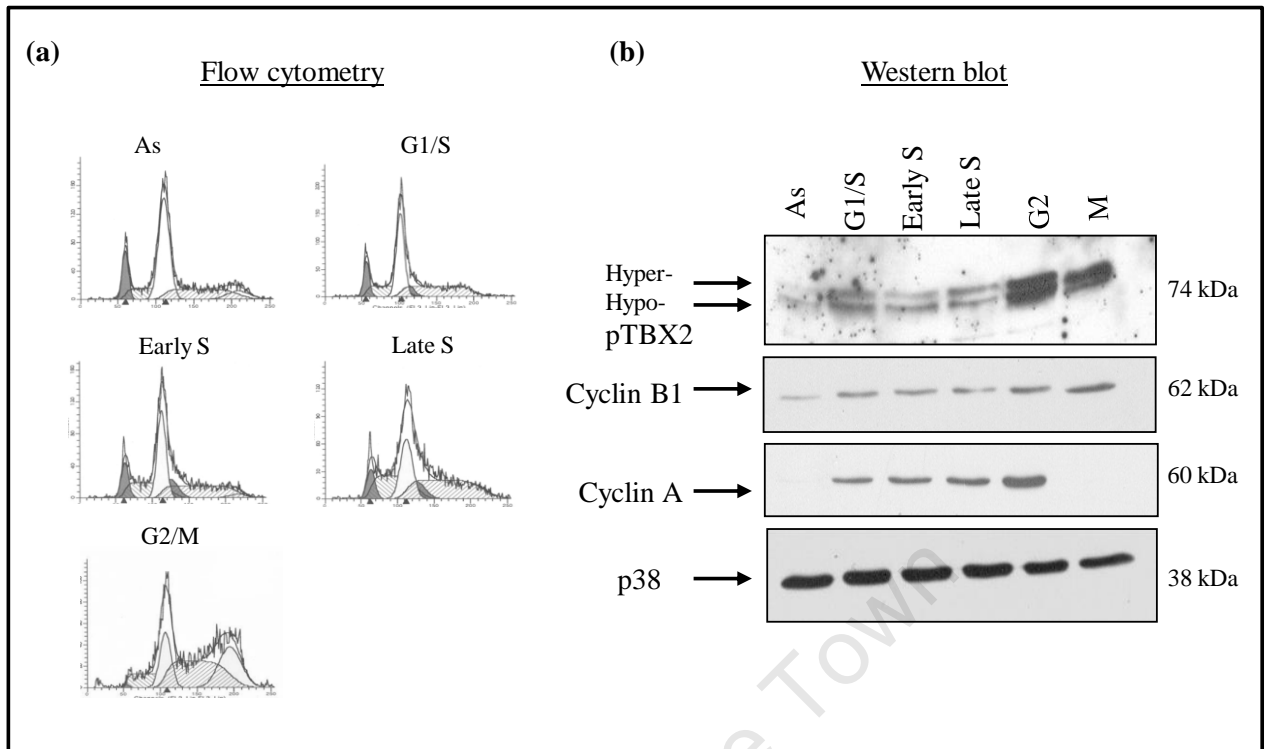 (a)
Flow cytometry
As
G1/S
Early S
Late S
G2/M
(b)
Western blot
As
G1/S
Early S
Late S
G2
M
Hyper-
Hypo-
pTBX2
74 kDa
Cyclin B1
62 kDa
Cyclin A
60 kDa
p38
38 kDa
e Town